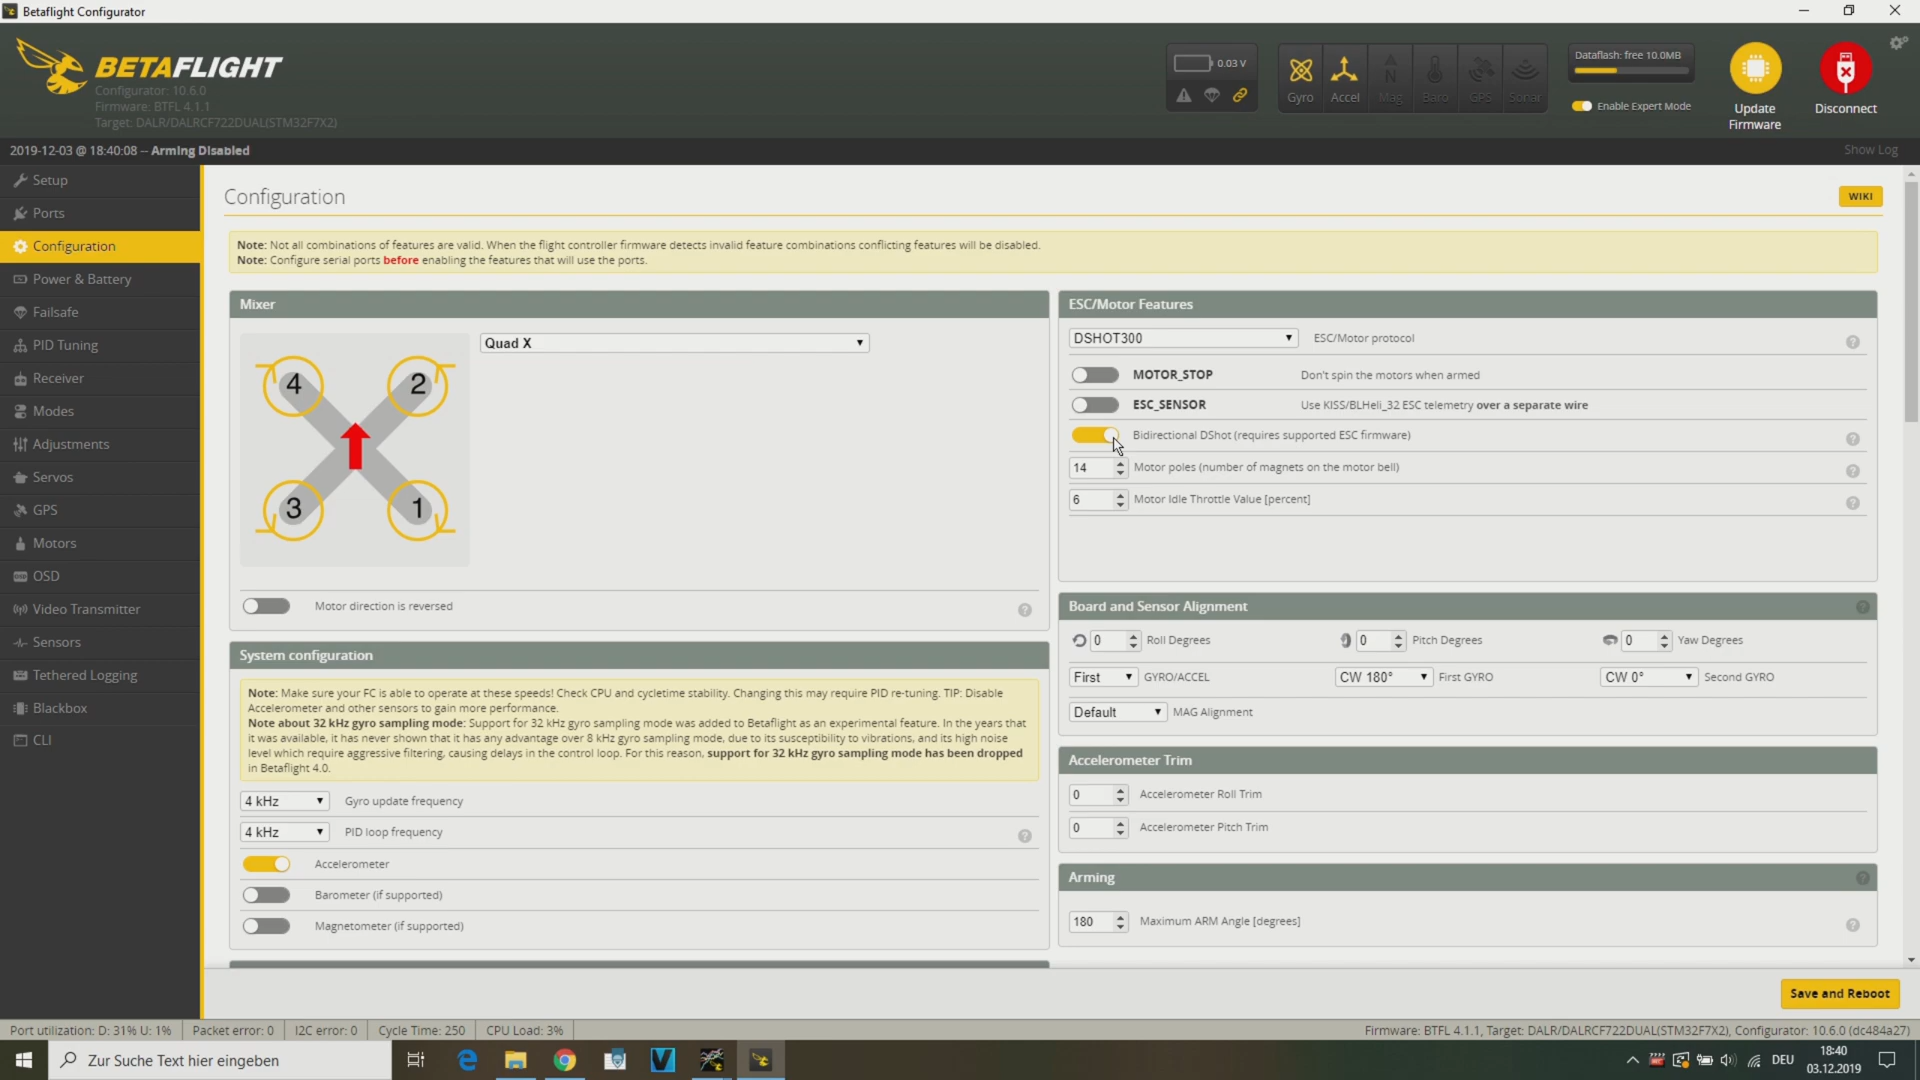 Betaflight Configurator
BETAFLIGHT
Configurator: 10.6.0
Firmware: BTFL 4.1.1
Target: DALR/DALRCF722DUAL(STM32F7X2)
0.03 V
Gyro
Accel
Mag
Baro
GPS
Sonar
Dataflash: free 10.0MB
Enable Expert Mode
Update
Firmware
Disconnect
2019-12-03 @ 18:40:08 -- Arming Disabled
Show Log
Setup
Ports
Configuration
Power & Battery
Failsafe
PID Tuning
Receiver
Modes
Adjustments
Servos
GPS
Motors
OSD
Video Transmitter
Sensors
Tethered Logging
Blackbox
CLI
Configuration
WIKI
Note: Not all combinations of features are valid. When the flight controller firmware detects invalid feature combinations conflicting features will be disabled.
Note: Configure serial ports before enabling the features that will use the ports.
Mixer
Quad X
4
2
3
1
Motor direction is reversed
System configuration
Note: Make sure your FC is able to operate at these speeds! Check CPU and cycletime stability. Changing this may require PID re-tuning. TIP: Disable
Accelerometer and other sensors to gain more performance.
Note about 32 kHz gyro sampling mode: Support for 32 kHz gyro sampling mode was added to Betaflight as an experimental feature. In the years that
it was available, it has never shown that it has any advantage over 8 kHz gyro sampling mode, due to its susceptibility to vibrations, and its high noise
level which require aggressive filtering, causing delays in the control loop. For this reason, support for 32 kHz gyro sampling mode has been dropped
in Betaflight 4.0.
4 kHz Gyro update frequency
4 kHz PID loop frequency
Accelerometer
Barometer (if supported)
Magnetometer (if supported)
ESC/Motor Features
DSHOT300 ESC/Motor protocol
MOTOR_STOP Don't spin the motors when armed
ESC_SENSOR Use KISS/BLHeli_32 ESC telemetry over a separate wire
Bidirectional DShot (requires supported ESC firmware)
14 Motor poles (number of magnets on the motor bell)
6 Motor Idle Throttle Value [percent]
Board and Sensor Alignment
0 Roll Degrees 0 Pitch Degrees 0 Yaw Degrees
First GYRO/ACCEL CW 180° First GYRO CW 0° Second GYRO
Default MAG Alignment
Accelerometer Trim
0 Accelerometer Roll Trim
0 Accelerometer Pitch Trim
Arming
180 Maximum ARM Angle [degrees]
Save and Reboot
Port utilization: D: 31% U: 1% Packet error: 0 I2C error: 0 Cycle Time: 250 CPU Load: 3%
Firmware: BTFL 4.1.1, Target: DALR/DALRCF722DUAL(STM32F7X2), Configurator: 10.6.0 (dc484a27)
Zur Suche Text hier eingeben
DEU
18:40
03.12.2019